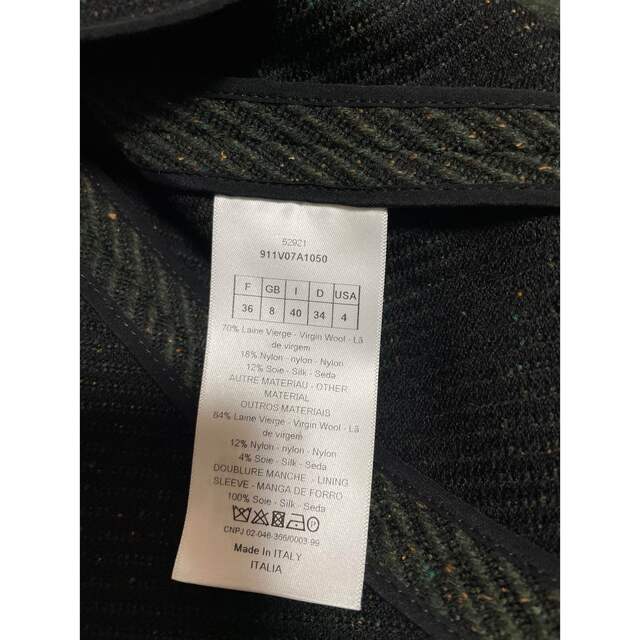 52921
911V07A1050
F GB I D USA
36 8 40 34 4
70% Laine Vierge - Virgin Wool - Lã
de virgem
18% Nylon - nylon - Nylon
12% Soie - Silk - Seda
AUTRE MATERIAU - OTHER
MATERIAL
OUTROS MATERIAIS
84% Laine Vierge - Virgin Wool - Lã
de virgem
12% Nylon - nylon - Nylon
4% Soie - Silk - Seda
DOUBLURE MANCHE - LINING
SLEEVE - MANGA DE FORRO
100% Soie - Silk - Seda
P
CNPJ 02-046-366/0003-99
Made In ITALY
ITALIA